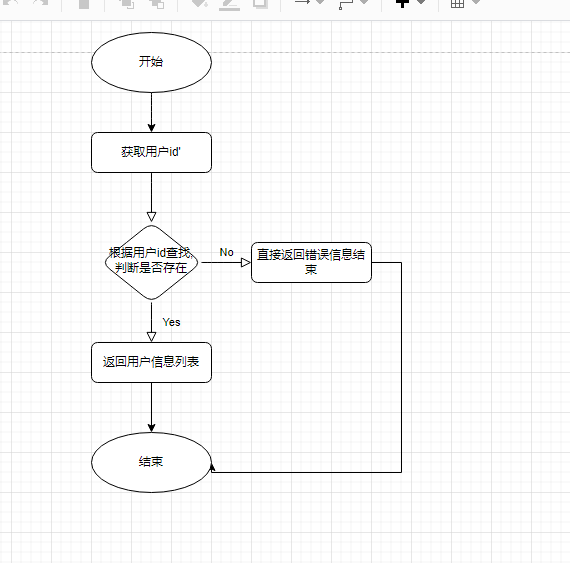 开始
获取用户id'
根据用户id查找,
判断是否存在
No
直接返回错误信息结
束
Yes
返回用户信息列表
结束